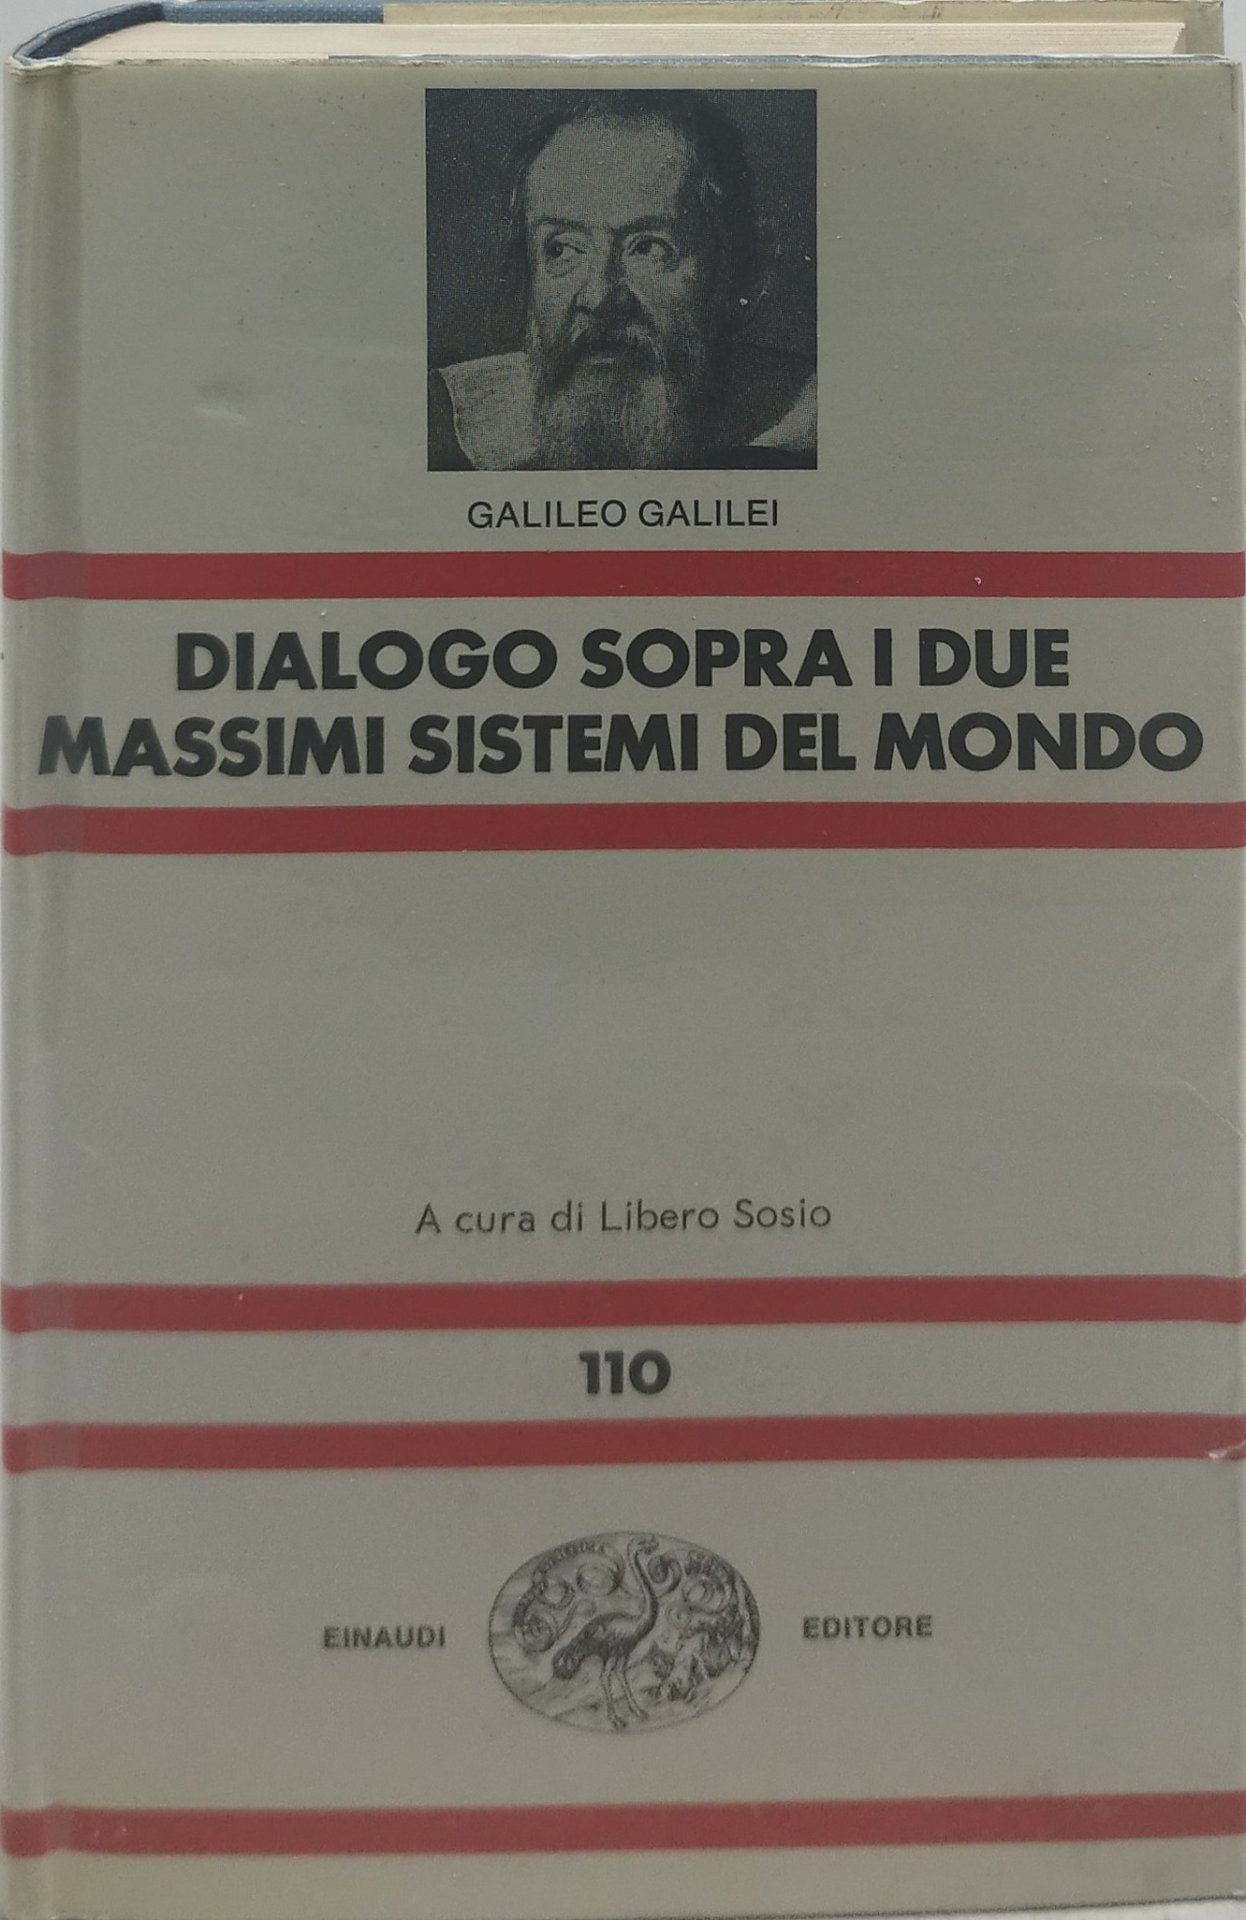 GALILEO GALILEI
DIALOGO SOPRA I DUE
MASSIMI SISTEMI DEL MONDO
A cura di Libero Sosio
110
EINAUDI EDITORE